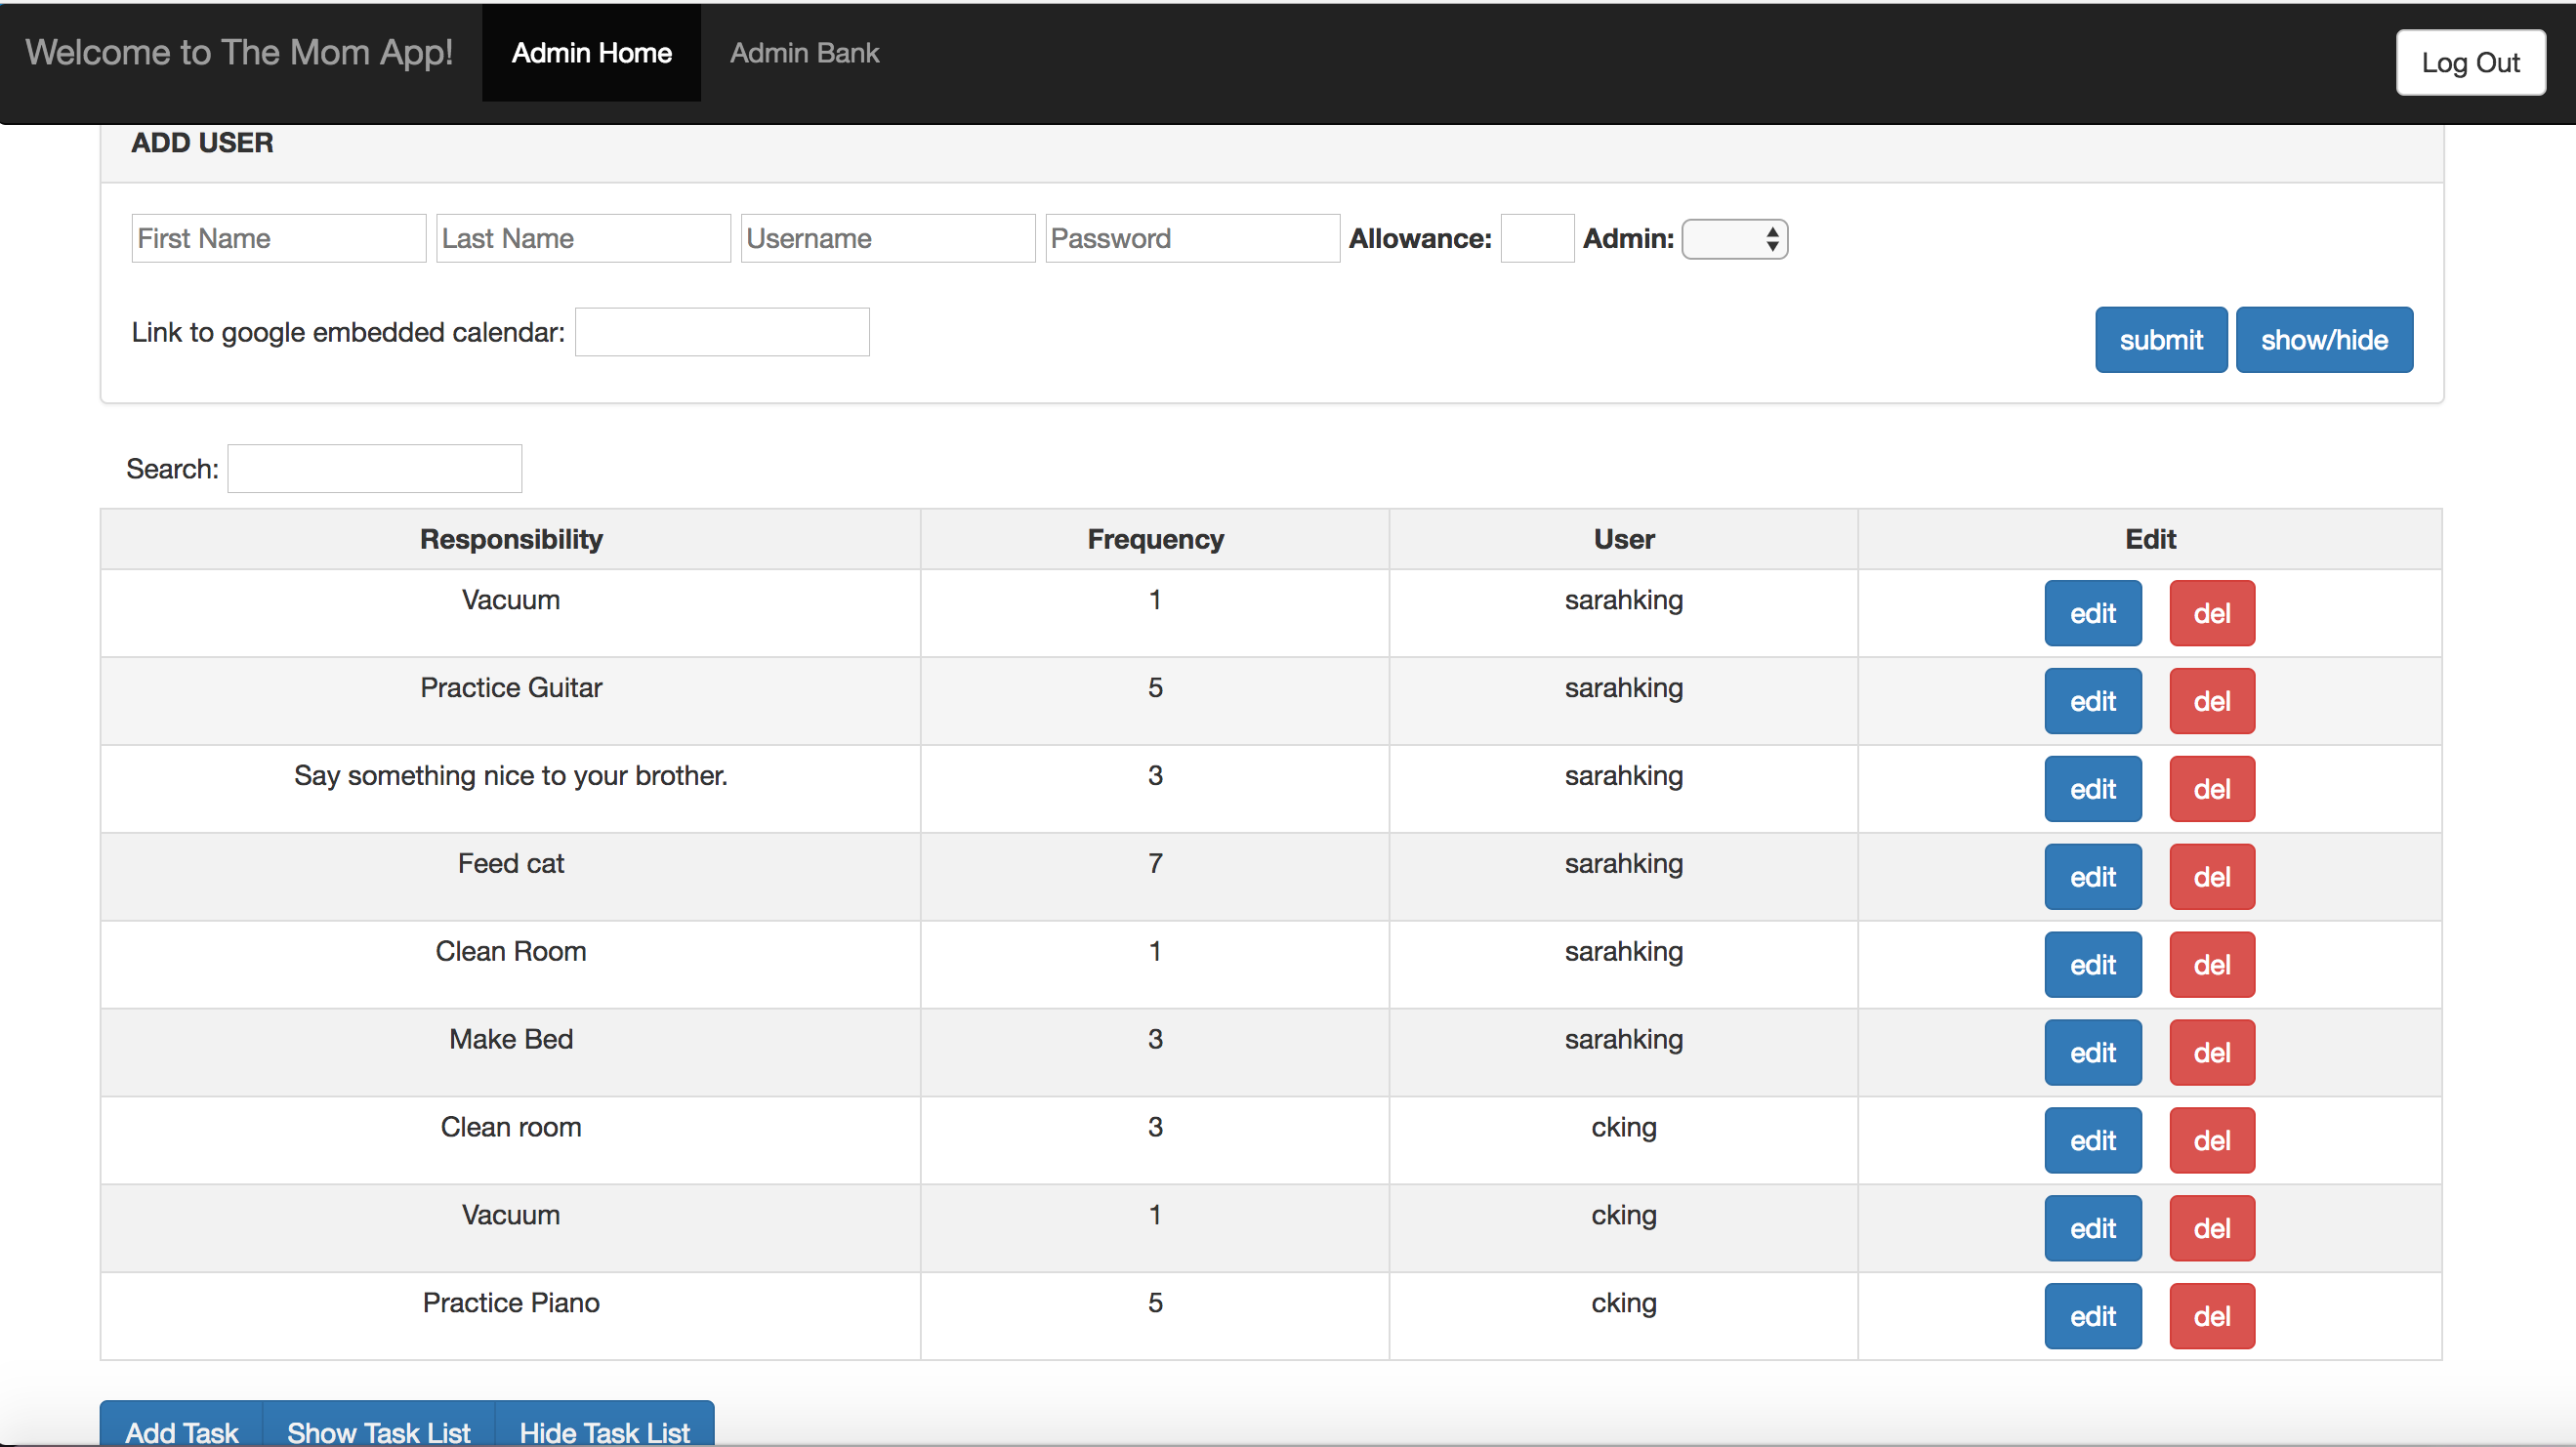 Welcome to The Mom App! Admin Home Admin Bank Log Out
ADD USER
First Name Last Name Username Password Allowance: Admin:
Link to google embedded calendar: submit show/hide
Search:
Responsibility Frequency User Edit
Vacuum 1 sarahking edit del
Practice Guitar 5 sarahking edit del
Say something nice to your brother. 3 sarahking edit del
Feed cat 7 sarahking edit del
Clean Room 1 sarahking edit del
Make Bed 3 sarahking edit del
Clean room 3 cking edit del
Vacuum 1 cking edit del
Practice Piano 5 cking edit del
Add Task Show Task List Hide Task List